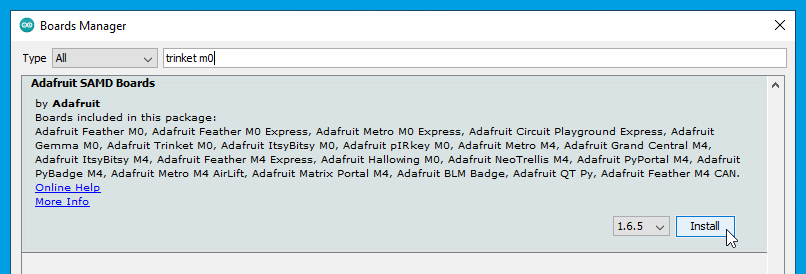 Boards Manager
Type All trinket m0
Adafruit SAMD Boards
by Adafruit
Boards included in this package:
Adafruit Feather M0, Adafruit Feather M0 Express, Adafruit Metro M0 Express, Adafruit Circuit Playground Express, Adafruit
Gemma M0, Adafruit Trinket M0, Adafruit ItsyBitsy M0, Adafruit pIRkey M0, Adafruit Metro M4, Adafruit Grand Central M4,
Adafruit ItsyBitsy M4, Adafruit Feather M4 Express, Adafruit Hallowing M0, Adafruit NeoTrellis M4, Adafruit PyPortal M4, Adafruit
PyBadge M4, Adafruit Metro M4 AirLift, Adafruit Matrix Portal M4, Adafruit BLM Badge, Adafruit QT Py, Adafruit Feather M4 CAN.
Online Help
More Info
1.6.5 Install